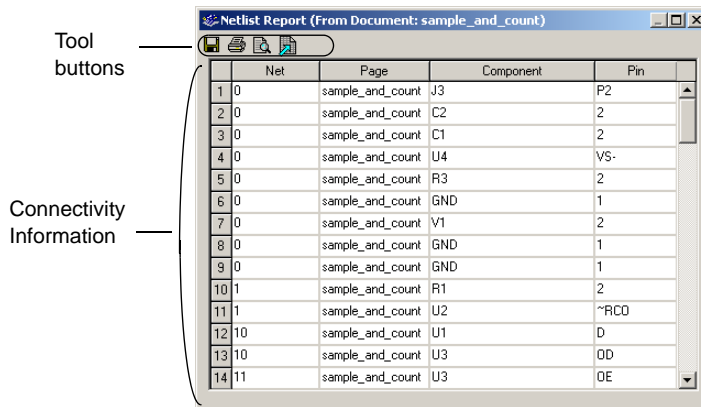 Netlist Report (From Document: sample_and_count)
Tool
buttons
Net Page Component Pin
1 0 sample_and_count J3 P2
2 0 sample_and_count C2 2
3 0 sample_and_count C1 2
4 0 sample_and_count U4 VS-
5 0 sample_and_count R3 2
6 0 sample_and_count GND 1
7 0 sample_and_count V1 2
8 0 sample_and_count GND 1
9 0 sample_and_count GND 1
10 1 sample_and_count R1 2
11 1 sample_and_count U2 ~RCO
12 10 sample_and_count U1 D
13 10 sample_and_count U3 OD
14 11 sample_and_count U3 OE
Connectivity
Information